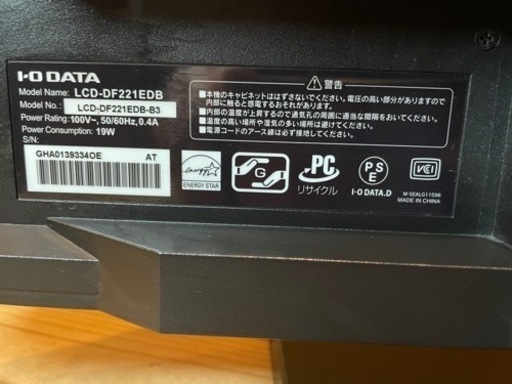 I-O DATA
Model Name: LCD-DF221EDB
Model No.: LCD-DF221EDB-B3
Power Rating: 100V~, 50/60Hz, 0.4A
Power Consumption: 19W
S/N:
GHA0139334OE AT
警告
●本機のキャビネットははずさないでください。電圧の高い部分がありますので
内部に触ると感電するおそれがあります。
●内部の温度が上昇するので通気孔の周囲に適当な間隔をおいてください。
●温度の高い場所や湿気の多い場所は避けてください。
●電源コードのアース線は必ず接地してください。
energy
ENERGY STAR
G
PC
リサイクル
PS
E
I-O DATA.D
VCCI
M-SEALG11596
MADE IN CHINA